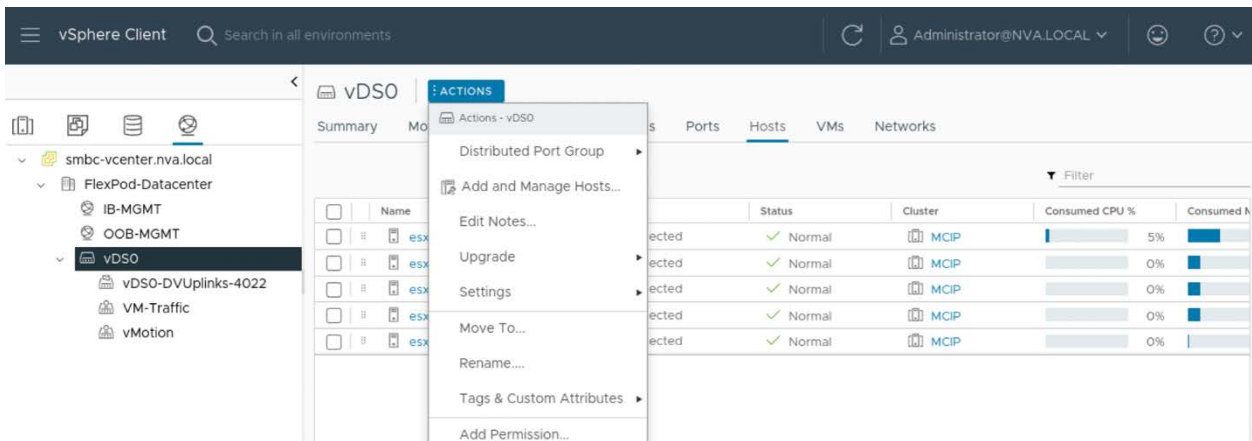 vSphere Client Search in all environments Administrator@NVA.LOCAL
vDS0 ACTIONS
Actions - vDS0
Summary Mo s Ports Hosts VMs Networks
smbc-vcenter.nva.local
Distributed Port Group
Filter
FlexPod-Datacenter
Add and Manage Hosts...
IB-MGMT
Name Status Cluster Consumed CPU % Consumed M
Edit Notes...
OOB-MGMT
esx ected Normal MCIP 5%
vDS0
Upgrade
esx ected Normal MCIP 0%
vDS0-DVUplinks-4022
Settings
esx ected Normal MCIP 0%
VM-Traffic
esx ected Normal MCIP 0%
Move To...
vMotion
esx ected Normal MCIP 0%
Rename....
Tags & Custom Attributes
Add Permission...